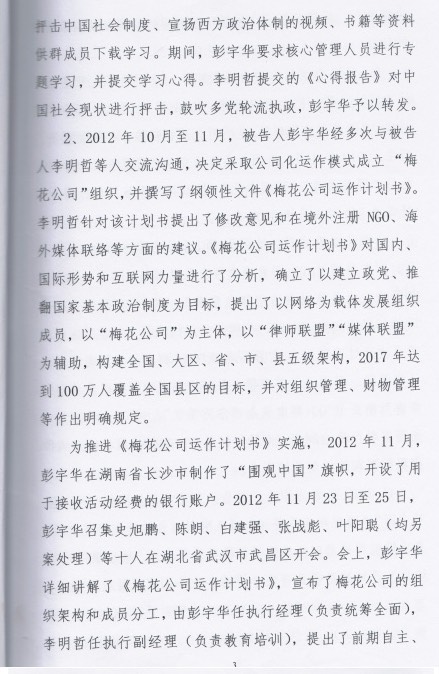 抨击中国社会制度、宣扬西方政治体制的视频、书籍等资料
供群成员下载学习。期间，彭宇华要求核心管理人员进行专
题学习，并提交学习心得。李明哲提交的《心得报告》对中
国社会现状进行抨击，鼓吹多党轮流执政，彭宇华予以转发。
2、2012 年 10 月至 11 月，被告人彭宇华经多次与被告
人李明哲等人交流沟通，决定采取公司化运作模式成立 “梅
花公司”组织，并撰写了纲领性文件《梅花公司运作计划书》。
李明哲针对该计划书提出了修改意见和在境外注册 NGO、海
外媒体联络等方面的建议。《梅花公司运作计划书》对国内、
国际形势和互联网力量进行了分析，确立了以建立政党、推
翻国家基本政治制度为目标，提出了以网络为载体发展组织
成员，以“梅花公司”为主体，以“律师联盟”“媒体联盟”
为辅助，构建全国、大区、省、市、县五级架构，2017 年达
到 100 万人覆盖全国县区的目标，并对组织管理、财物管理
等作出明确规定。
为推进《梅花公司运作计划书》实施， 2012 年 11 月，
彭宇华在湖南省长沙市制作了“围观中国”旗帜，开设了用
于接收活动经费的银行账户。2012 年 11 月 23 日至 25 日，
彭宇华召集史旭鹏、陈朗、白建强、张战彪、叶阳聪（均另
案处理）等十人在湖北省武汉市武昌区开会。会上，彭宇华
详细讲解了《梅花公司运作计划书》，宣布了梅花公司的组
织架构和成员分工，由彭宇华任执行经理（负责统筹全面），
李明哲任执行副经理（负责教育培训），提出了前期自主、
3